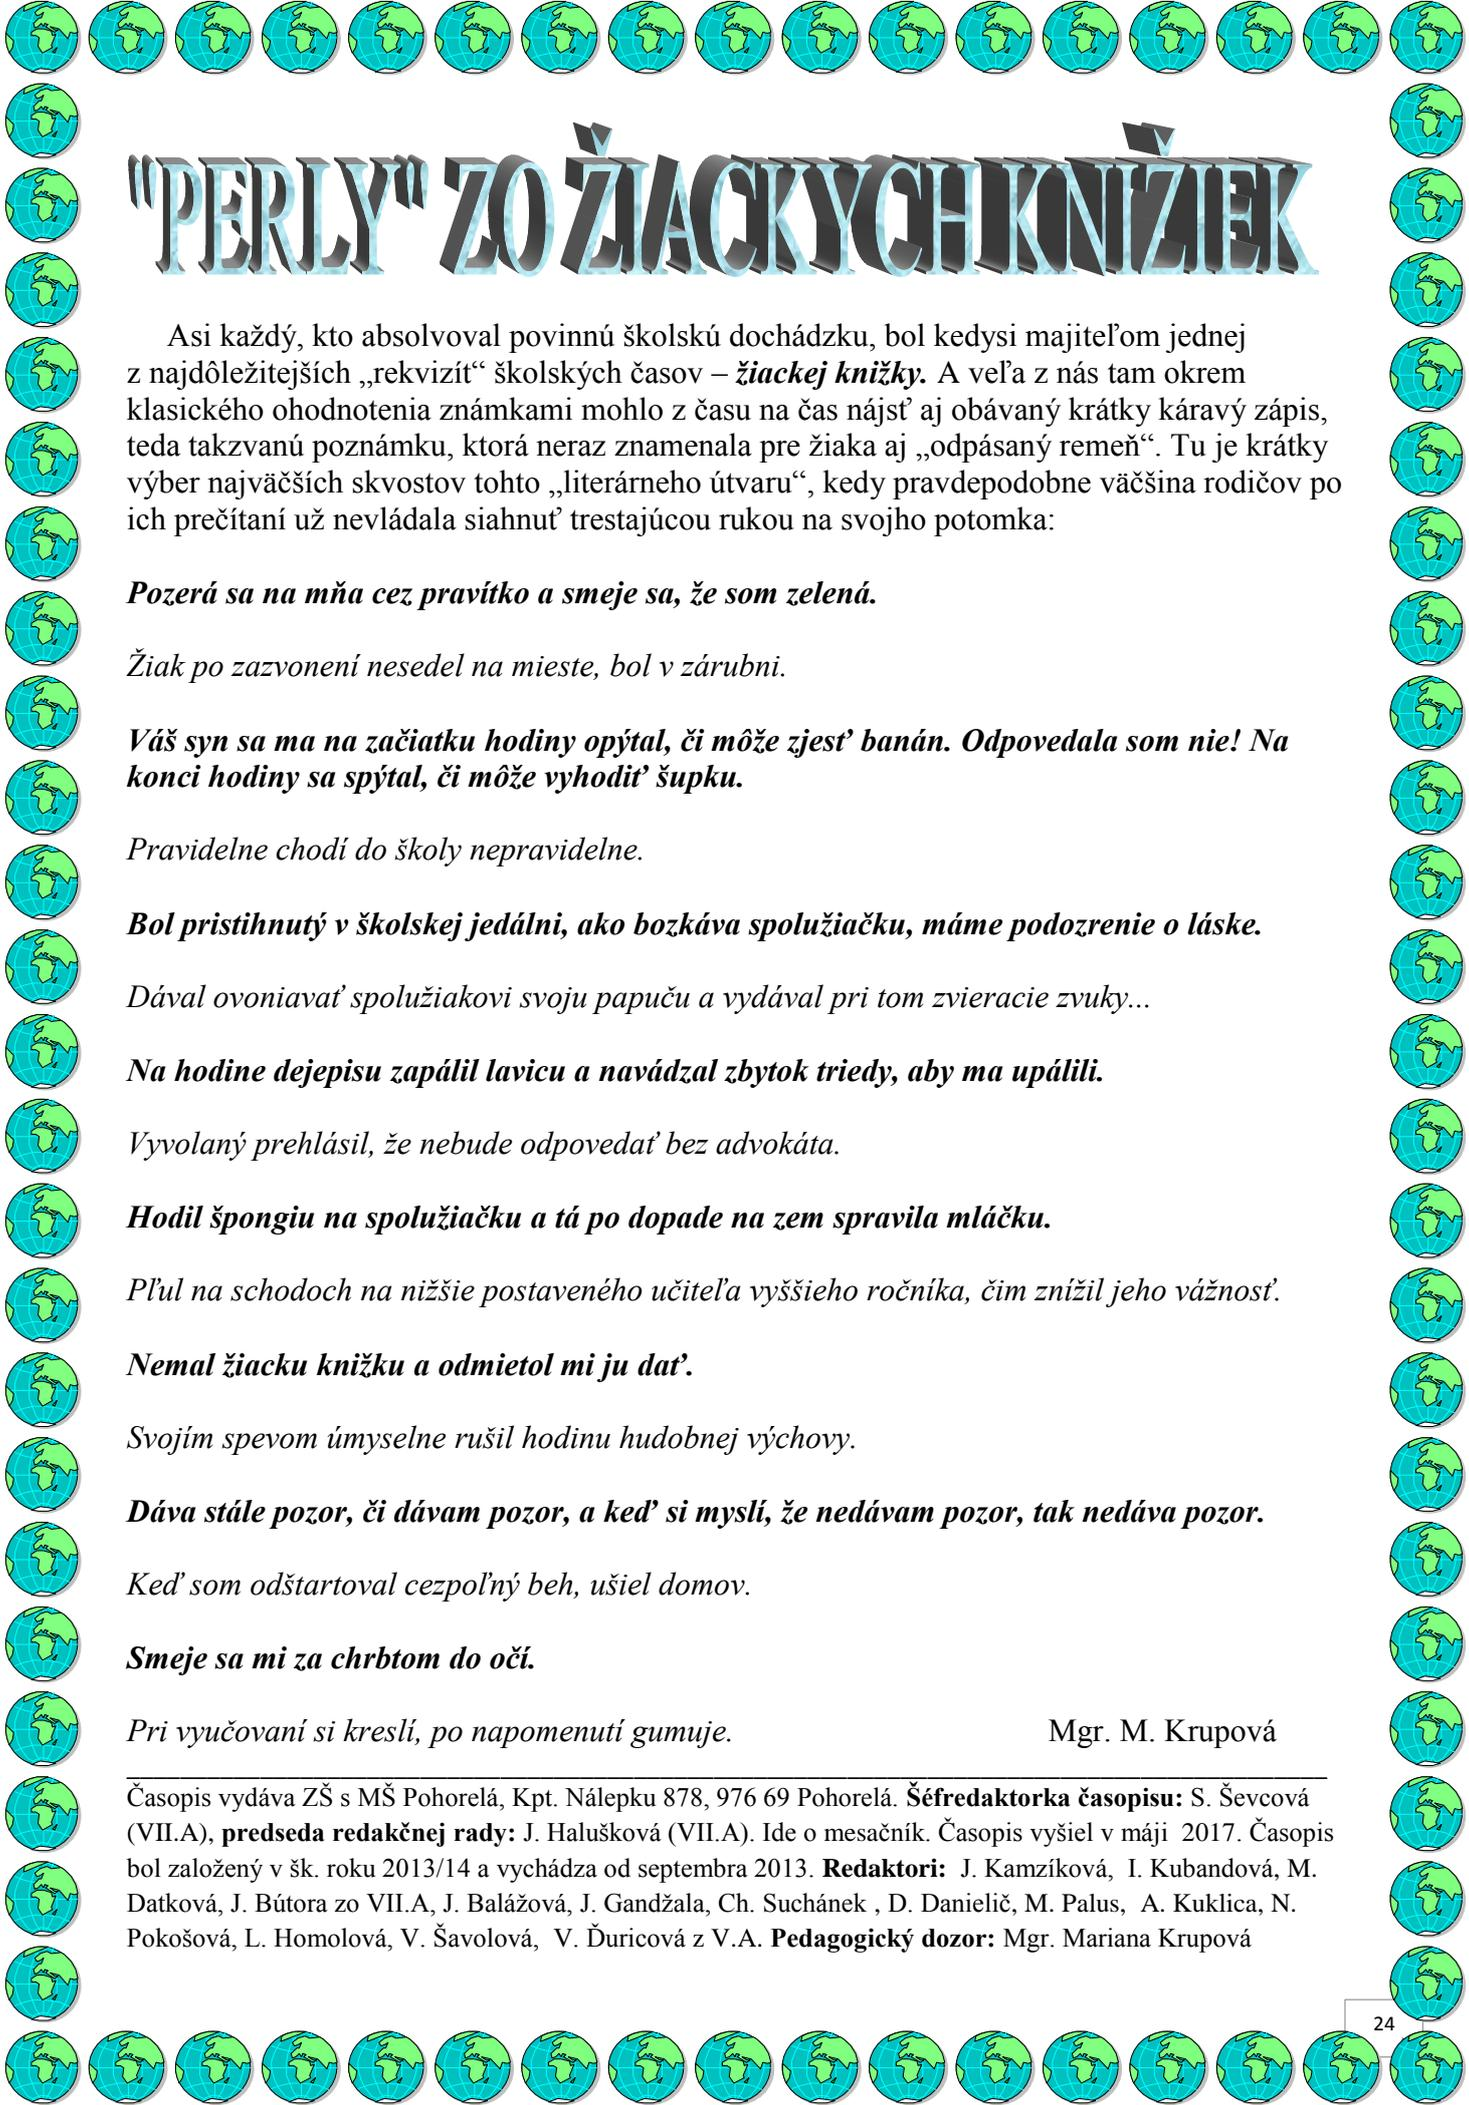 "PERLY" ZO ŽIACKYCH KNIŽIEK
Asi každý, kto absolvoval povinnú školskú dochádzku, bol kedysi majiteľom jednej
z najdôležitejších „rekvizít“ školských časov – žiackej knižky. A veľa z nás tam okrem
klasického ohodnotenia známkami mohlo z času na čas nájsť aj obávaný krátky káravý zápis,
teda takzvanú poznámku, ktorá neraz znamenala pre žiaka aj „odpásaný remeň“. Tu je krátky
výber najväčších skvostov tohto „literárneho útvaru“, kedy pravdepodobne väčšina rodičov po
ich prečítaní už nevládala siahnuť trestajúcou rukou na svojho potomka:
Pozerá sa na mňa cez pravítko a smeje sa, že som zelená.
Žiak po zazvonení nesedel na mieste, bol v zárubni.
Váš syn sa ma na začiatku hodiny opýtal, či môže zjesť banán. Odpovedala som nie! Na
konci hodiny sa spýtal, či môže vyhodiť šupku.
Pravidelne chodí do školy nepravidelne.
Bol pristihnutý v školskej jedálni, ako bozkáva spolužiačku, máme podozrenie o láske.
Dával ovoniavať spolužiakovi svoju papuču a vydával pri tom zvieracie zvuky...
Na hodine dejepisu zapálil lavicu a navádzal zbytok triedy, aby ma upálili.
Vyvolaný prehlásil, že nebude odpovedať bez advokáta.
Hodil špongiu na spolužiačku a tá po dopade na zem spravila mláčku.
Pľul na schodoch na nižšie postaveného učiteľa vyššieho ročníka, čim znížil jeho vážnosť.
Nemal žiacku knižku a odmietol mi ju dať.
Svojím spevom úmyselne rušil hodinu hudobnej výchovy.
Dáva stále pozor, či dávam pozor, a keď si myslí, že nedávam pozor, tak nedáva pozor.
Keď som odštartoval cezpoľný beh, ušiel domov.
Smeje sa mi za chrbtom do očí.
Pri vyučovaní si kreslí, po napomenutí gumuje. Mgr. M. Krupová
Časopis vydáva ZŠ s MŠ Pohorelá, Kpt. Nálepku 878, 976 69 Pohorelá. Šéfredaktorka časopisu: S. Ševcová
(VII.A), predseda redakčnej rady: J. Halušková (VII.A). Ide o mesačník. Časopis vyšiel v máji 2017. Časopis
bol založený v šk. roku 2013/14 a vychádza od septembra 2013. Redaktori: J. Kamzíková, I. Kubandová, M.
Datková, J. Bútora zo VII.A, J. Balážová, J. Gandžala, Ch. Suchánek , D. Danielič, M. Palus, A. Kuklica, N.
Pokošová, L. Homolová, V. Šavolová, V. Ďuricová z V.A. Pedagogický dozor: Mgr. Mariana Krupová
24